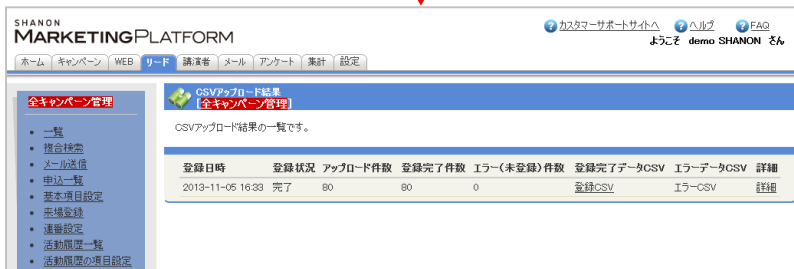 SHANON
MARKETINGPLATFORM
カスタマーサポートサイトへ ヘルプ FAQ
ようこそ demo SHANON さん
ホーム キャンペーン WEB リード 講演者 メール アンケート 集計 設定
全キャンペーン管理
• 一覧
• 複合検索
• メール送信
• 申込一覧
• 基本項目設定
• 来場登録
• 連番設定
• 活動履歴一覧
• 活動履歴の項目設定
CSVアップロード結果
[全キャンペーン管理]
CSVアップロード結果の一覧です。
登録日時 登録状況 アップロード件数 登録完了件数 エラー(未登録)件数 登録完了データCSV エラーデータCSV 詳細
2013-11-05 16:33 完了 80 80 0 登録CSV エラーCSV 詳細